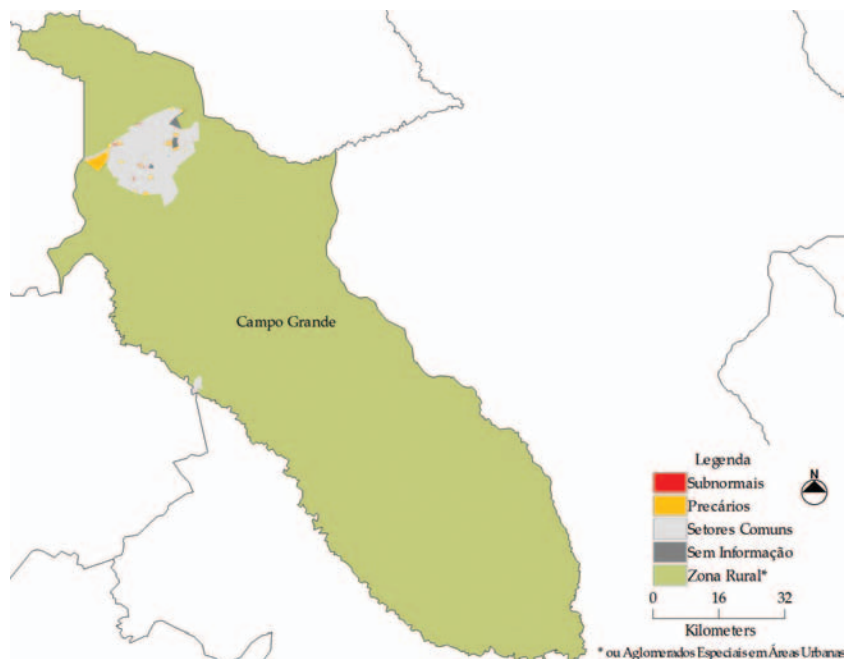 Campo Grande
Legenda
Subnormais
Precários
Setores Comuns
Sem Informação
Zona Rural*
N
0 16 32
Kilometers
* ou Aglomerados Especiais em Áreas Urbanas